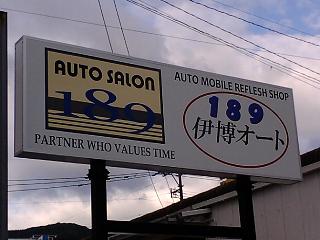 AUTO SALON
189
PARTNER WHO VALUES TIME
AUTO MOBILE REFLESH SHOP
189
伊博オート